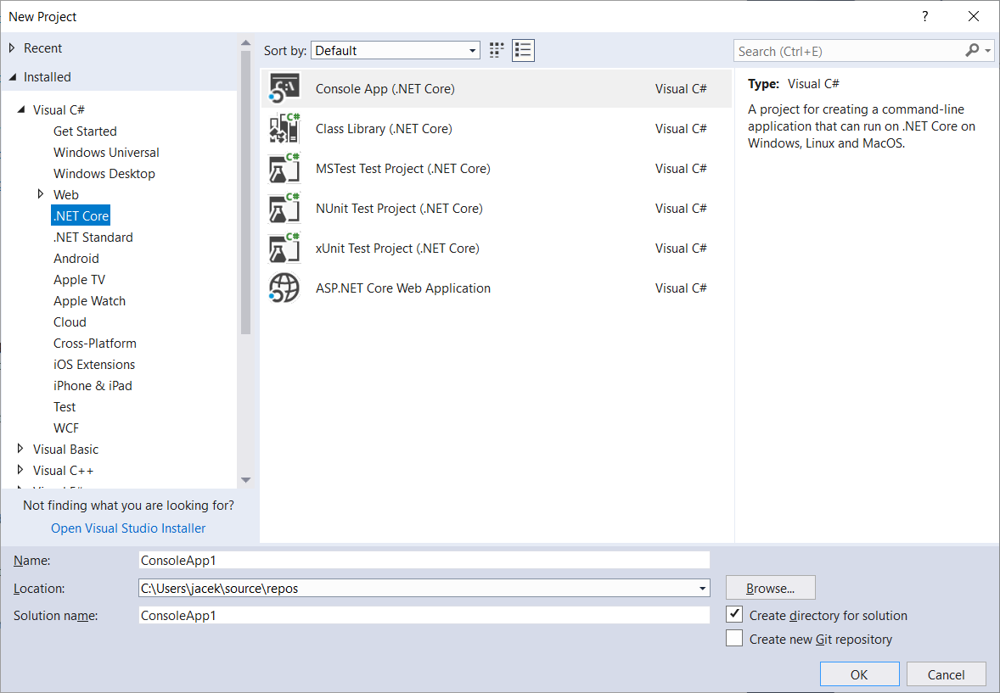 New Project
?
Recent
Installed
Visual C#
Get Started
Windows Universal
Windows Desktop
Web
.NET Core
.NET Standard
Android
Apple TV
Apple Watch
Cloud
Cross-Platform
iOS Extensions
iPhone & iPad
Test
WCF
Visual Basic
Visual C++
Not finding what you are looking for?
Open Visual Studio Installer
Sort by: Default
Console App (.NET Core) Visual C#
Class Library (.NET Core) Visual C#
MSTest Test Project (.NET Core) Visual C#
NUnit Test Project (.NET Core) Visual C#
xUnit Test Project (.NET Core) Visual C#
ASP.NET Core Web Application Visual C#
Search (Ctrl+E)
Type: Visual C#
A project for creating a command-line
application that can run on .NET Core on
Windows, Linux and MacOS.
Name: ConsoleApp1
Location: C:\Users\jacek\source\repos Browse...
Solution name: ConsoleApp1
Create directory for solution
Create new Git repository
OK Cancel